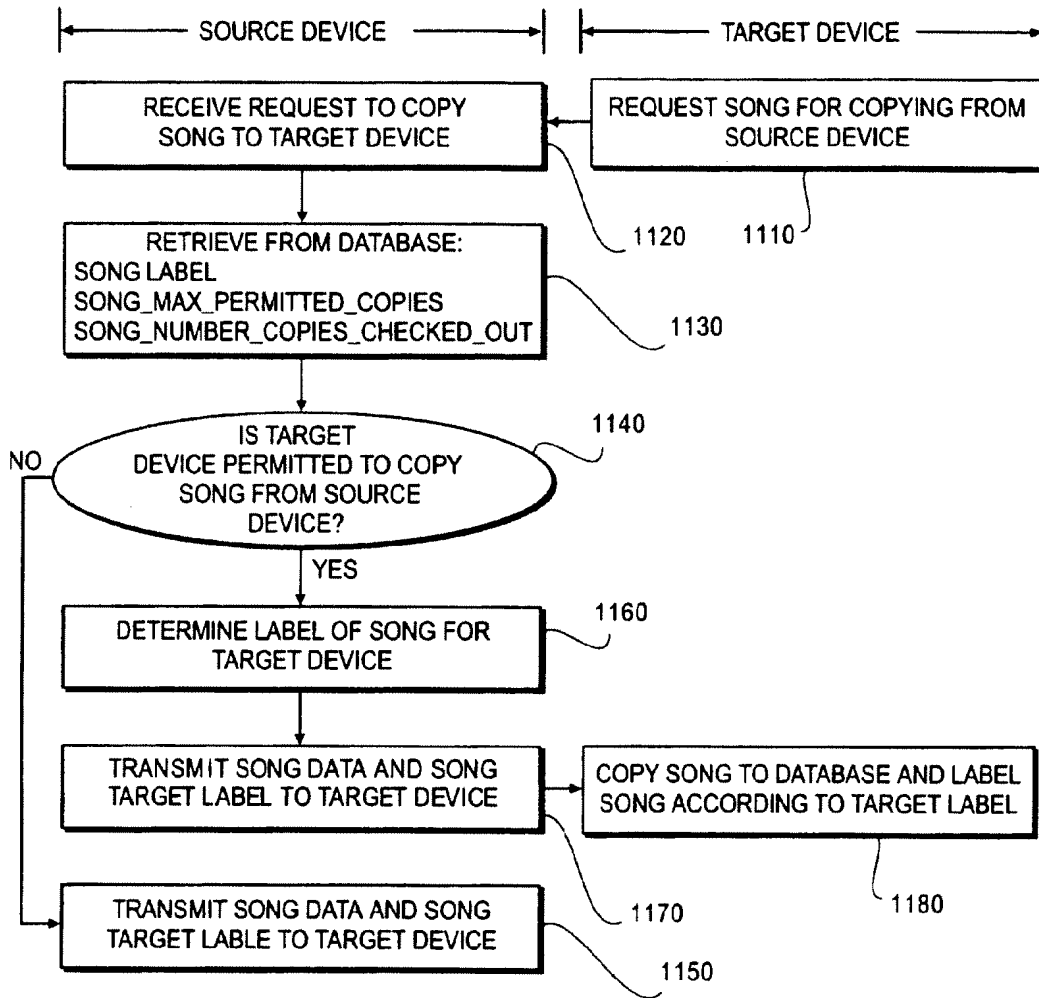 SOURCE DEVICE
TARGET DEVICE
RECEIVE REQUEST TO COPY
SONG TO TARGET DEVICE
REQUEST SONG FOR COPYING FROM
SOURCE DEVICE
1120
1110
RETRIEVE FROM DATABASE:
SONG LABEL
SONG_MAX_PERMITTED_COPIES
SONG_NUMBER_COPIES_CHECKED_OUT
1130
IS TARGET
DEVICE PERMITTED TO COPY
SONG FROM SOURCE
DEVICE?
1140
NO
YES
DETERMINE LABEL OF SONG FOR
TARGET DEVICE
1160
TRANSMIT SONG DATA AND SONG
TARGET LABEL TO TARGET DEVICE
COPY SONG TO DATABASE AND LABEL
SONG ACCORDING TO TARGET LABEL
1170
1180
TRANSMIT SONG DATA AND SONG
TARGET LABLE TO TARGET DEVICE
1150